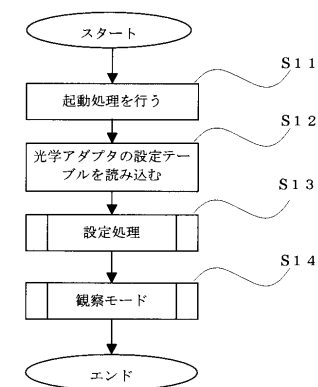 スタート
S11
起動処理を行う
S12
光学アダプタの設定テー
ブルを読み込む
S13
設定処理
S14
観察モード
エンド